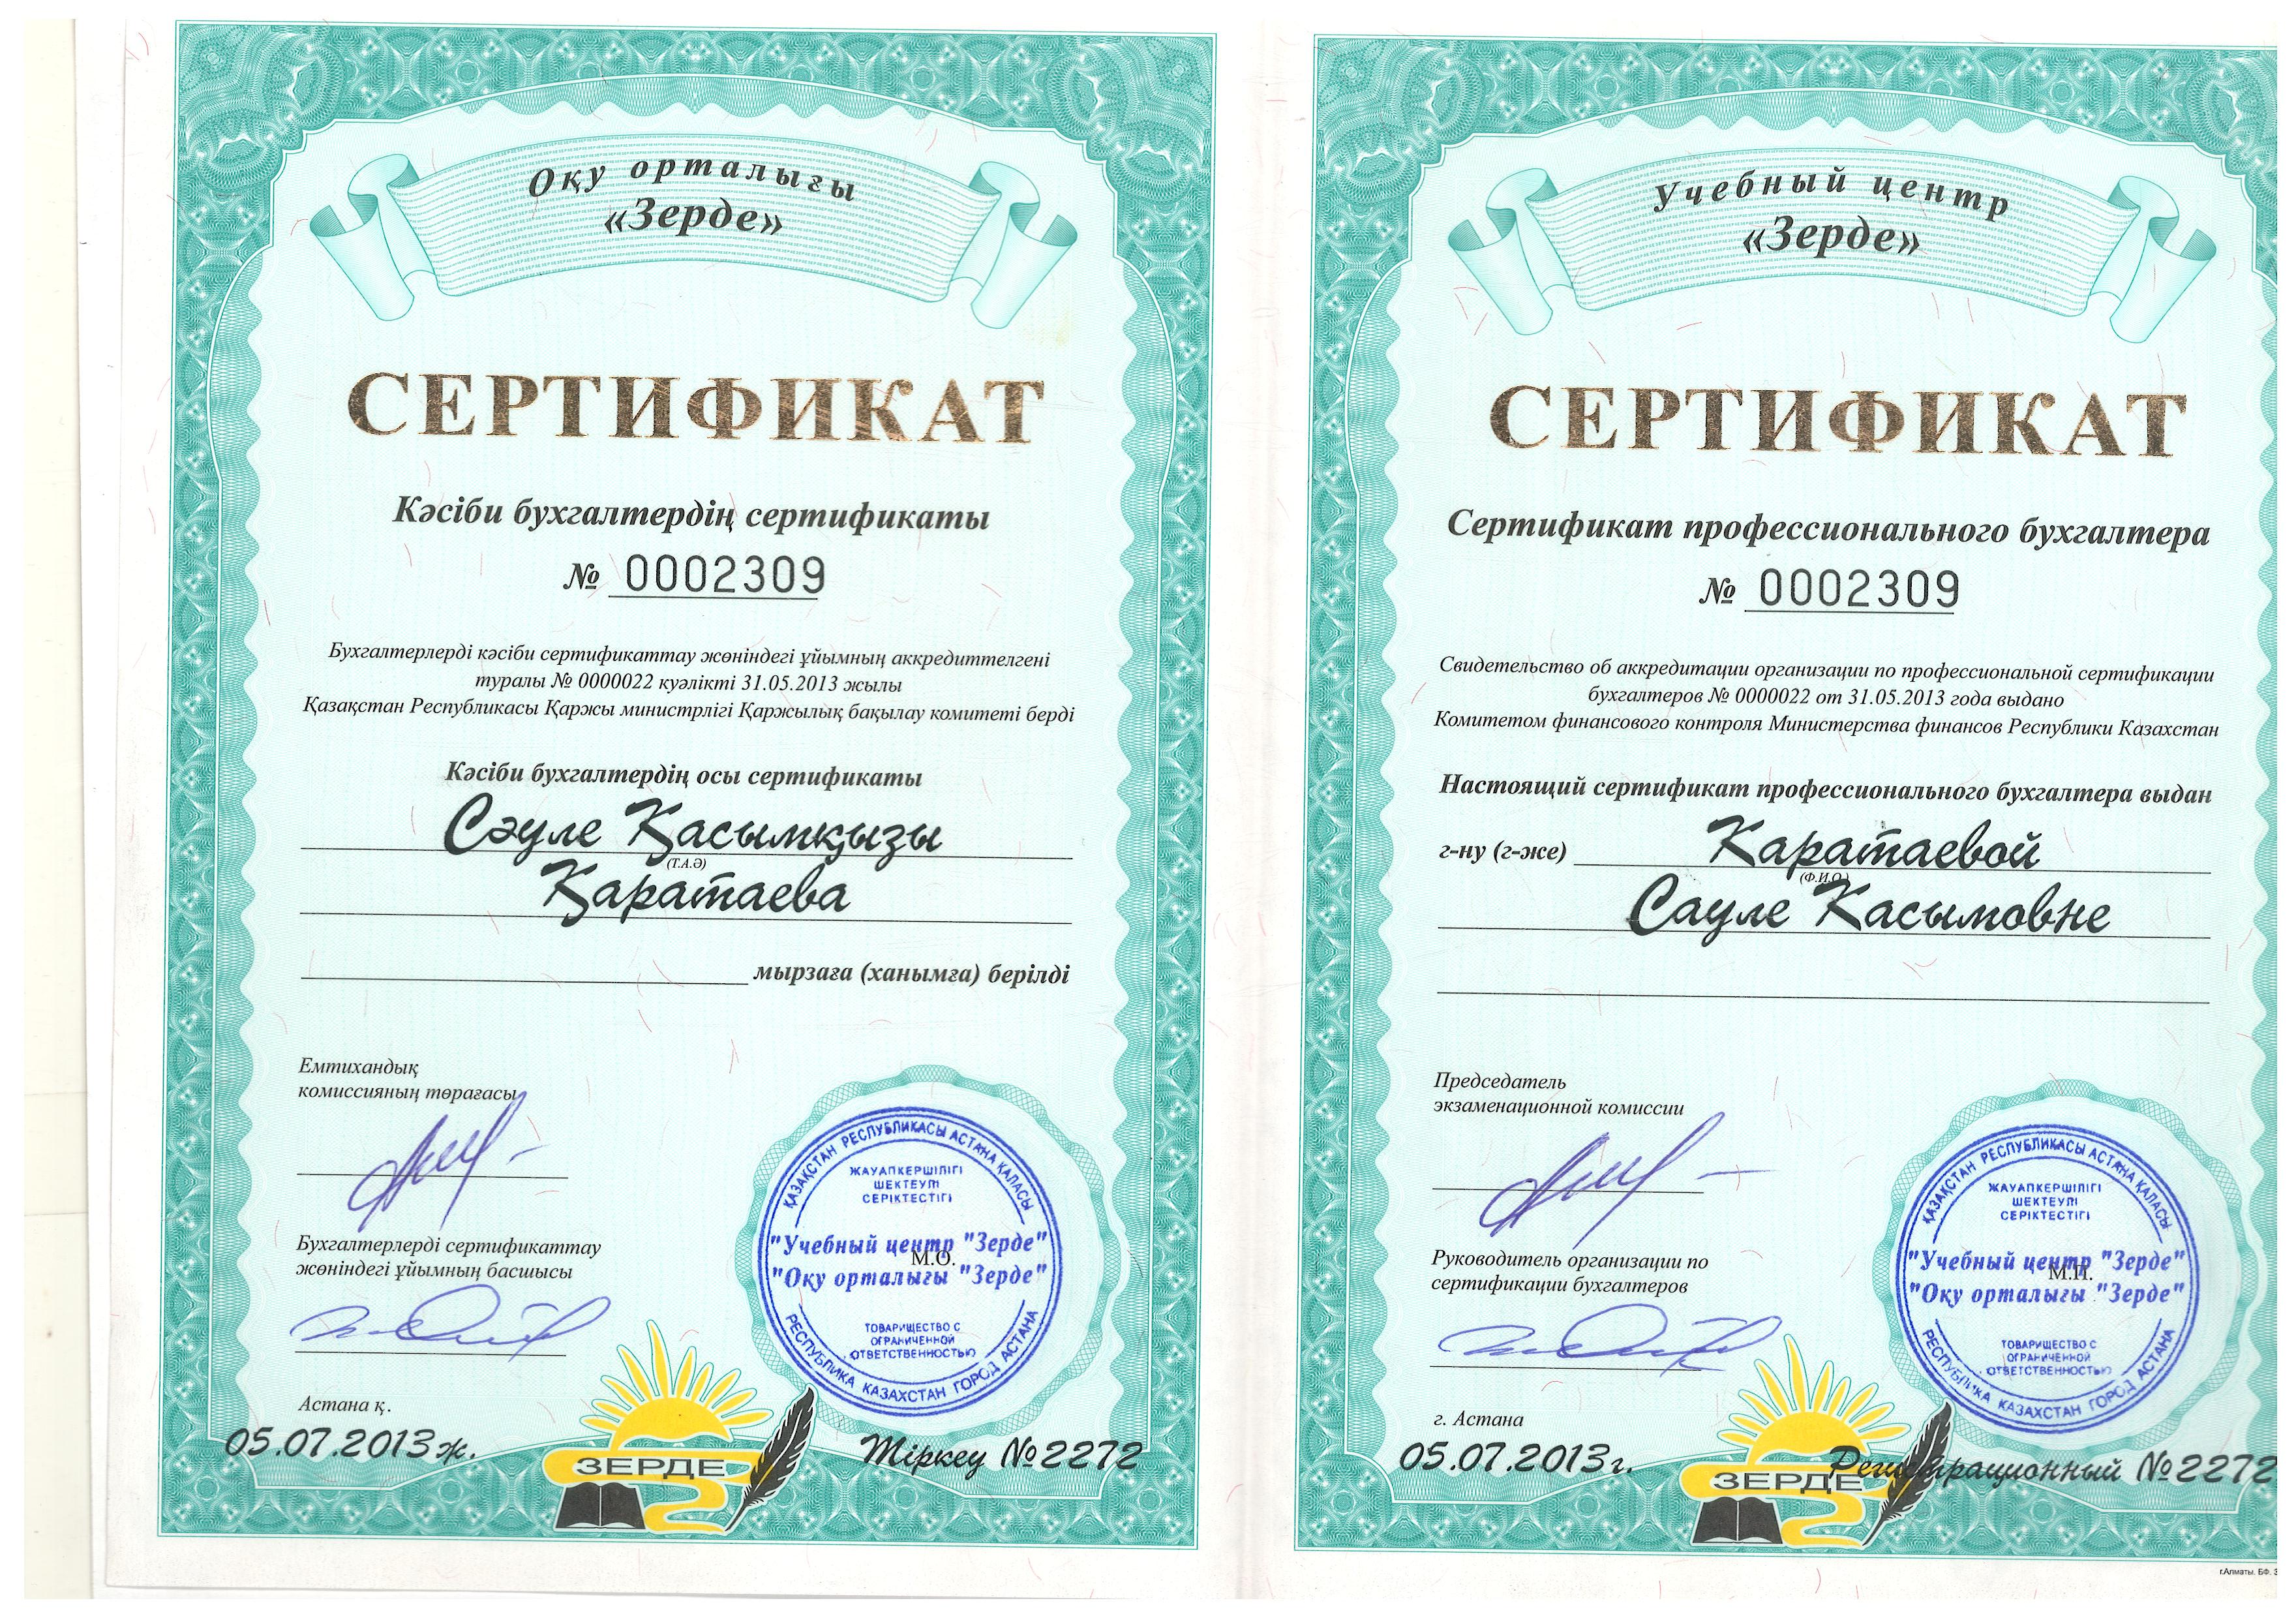 Оқу орталығы
«Зерде»
СЕРТИФИКАТ
Кәсіби бухгалтердің сертификаты
№ 0002309
Бухгалтерлерді кәсіби сертификаттау жөніндегі ұйымның аккредиттелгені
туралы № 0000022 куәлікті 31.05.2013 жылы
Қазақстан Республикасы Қаржы министрлігі Қаржылық бақылау комитеті берді
Кәсіби бухгалтердің осы сертификаты
Сәуле Қасымқызы
(Т.А.Ә)
Қаратаева
мырзаға (ханымға) берілді
Емтихандық
комиссияның төрағасы
Бухгалтерлерді сертификаттау
жөніндегі ұйымның басшысы
Астана қ.
05.07.2013ж.
ЗЕРДЕ
ҚАЗАҚСТАН РЕСПУБЛИКАСЫ АСТАНА ҚАЛАСЫ
ЖАУАПКЕРШІЛІГІ
ШЕКТЕУЛІ
СЕРІКТЕСТІГІ
"Учебный центр "Зерде"
М.О.
"Оқу орталығы "Зерде"
ТОВАРИЩЕСТВО С
ОГРАНИЧЕННОЙ
ОТВЕТСТВЕННОСТЬЮ
РЕСПУБЛИКА КАЗАХСТАН ГОРОД АСТАНА
Тіркеу №2272
Учебный центр
«Зерде»
СЕРТИФИКАТ
Сертификат профессионального бухгалтера
№ 0002309
Свидетельство об аккредитации организации по профессиональной сертификации
бухгалтеров № 0000022 от 31.05.2013 года выдано
Комитетом финансового контроля Министерства финансов Республики Казахстан
Настоящий сертификат профессионального бухгалтера выдан
г-ну (г-же) Каратаевой
(Ф.И.О)
Сауле Касымовне
Председатель
экзаменационной комиссии
Руководитель организации по
сертификации бухгалтеров
г. Астана
05.07.2013г.
ЗЕРДЕ
ҚАЗАҚСТАН РЕСПУБЛИКАСЫ АСТАНА ҚАЛАСЫ
ЖАУАПКЕРШІЛІГІ
ШЕКТЕУЛІ
СЕРІКТЕСТІГІ
"Учебный центр "Зерде"
М.П.
"Оқу орталығы "Зерде"
ТОВАРИЩЕСТВО С
ОГРАНИЧЕННОЙ
ОТВЕТСТВЕННОСТЬЮ
РЕСПУБЛИКА КАЗАХСТАН ГОРОД АСТАНА
Регистрационный №2272
г.Алматы. БФ.